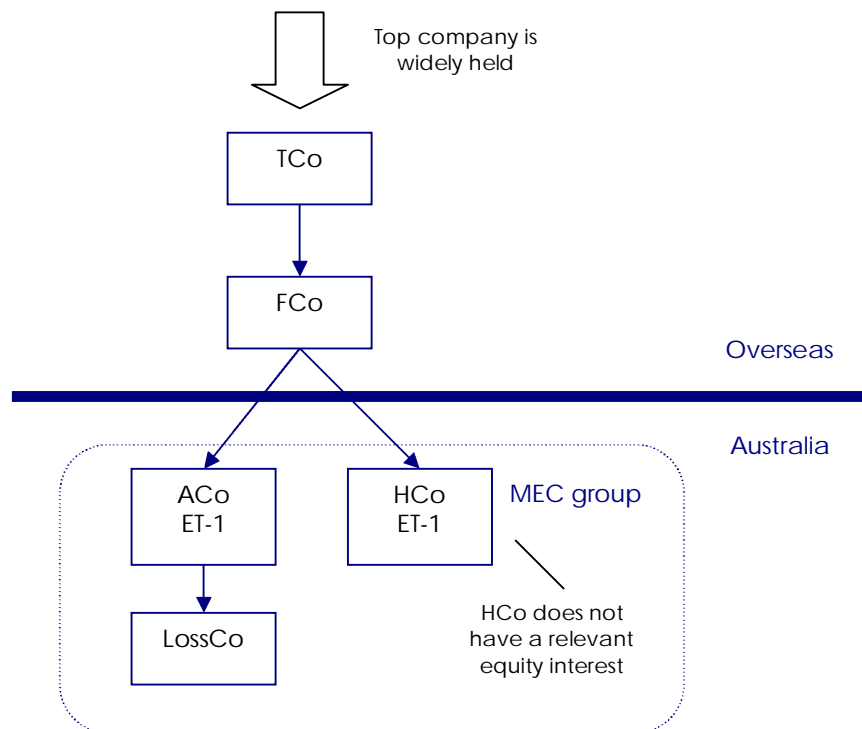 Top company is
widely held
TCo
FCo
Overseas
Australia
ACo
ET-1
HCo
ET-1
MEC group
LossCo
HCo does not
have a relevant
equity interest